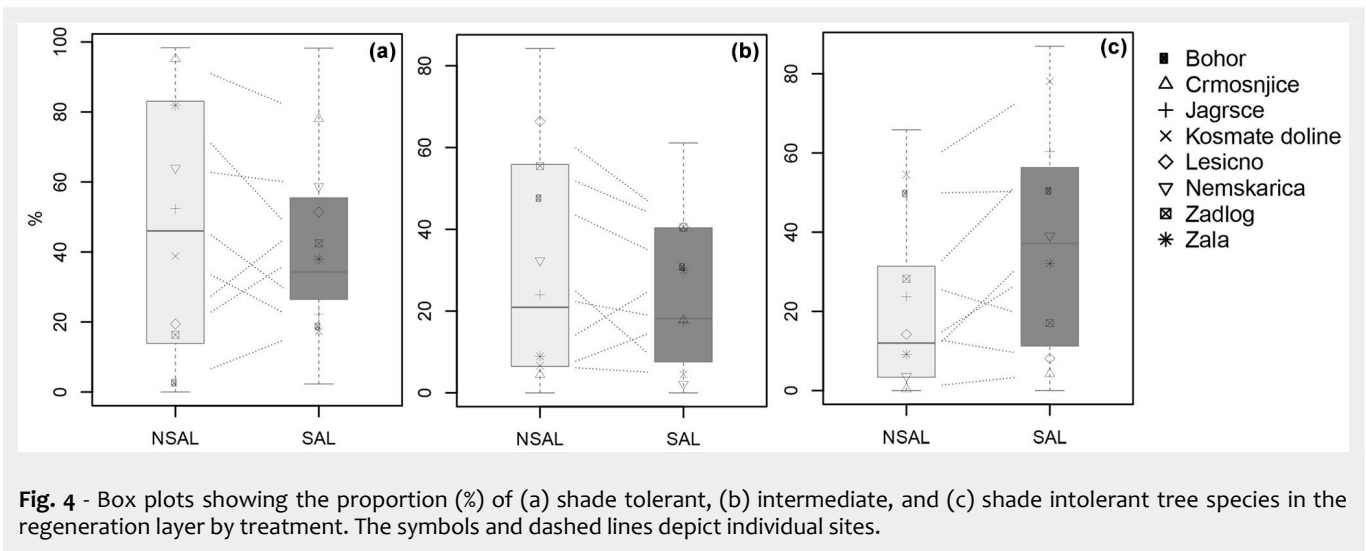 100
80
60
40
20
0
%
(a)
NSAL SAL
80
60
40
20
0
(b)
NSAL SAL
80
60
40
20
0
(c)
NSAL SAL
Bohor
Crmosnjice
Jagrsce
Kosmate doline
Lesicno
Nemskarica
Zadlog
Zala
Fig. 4 - Box plots showing the proportion (%) of (a) shade tolerant, (b) intermediate, and (c) shade intolerant tree species in the
regeneration layer by treatment. The symbols and dashed lines depict individual sites.